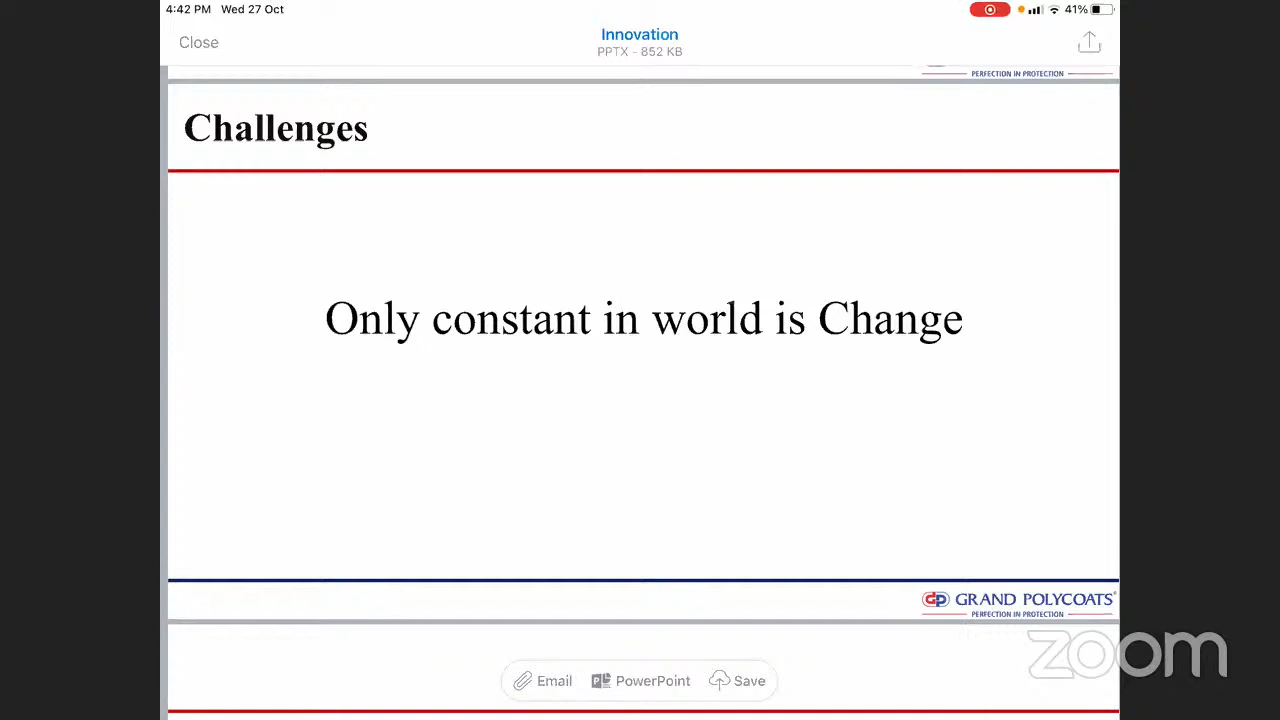 4:42 PM Wed 27 Oct
41%
Close
Innovation
PPTX - 852 KB
PERFECTION IN PROTECTION
Challenges
Only constant in world is Change
GRAND POLYCOATS®
PERFECTION IN PROTECTION
zoom
Email PowerPoint Save